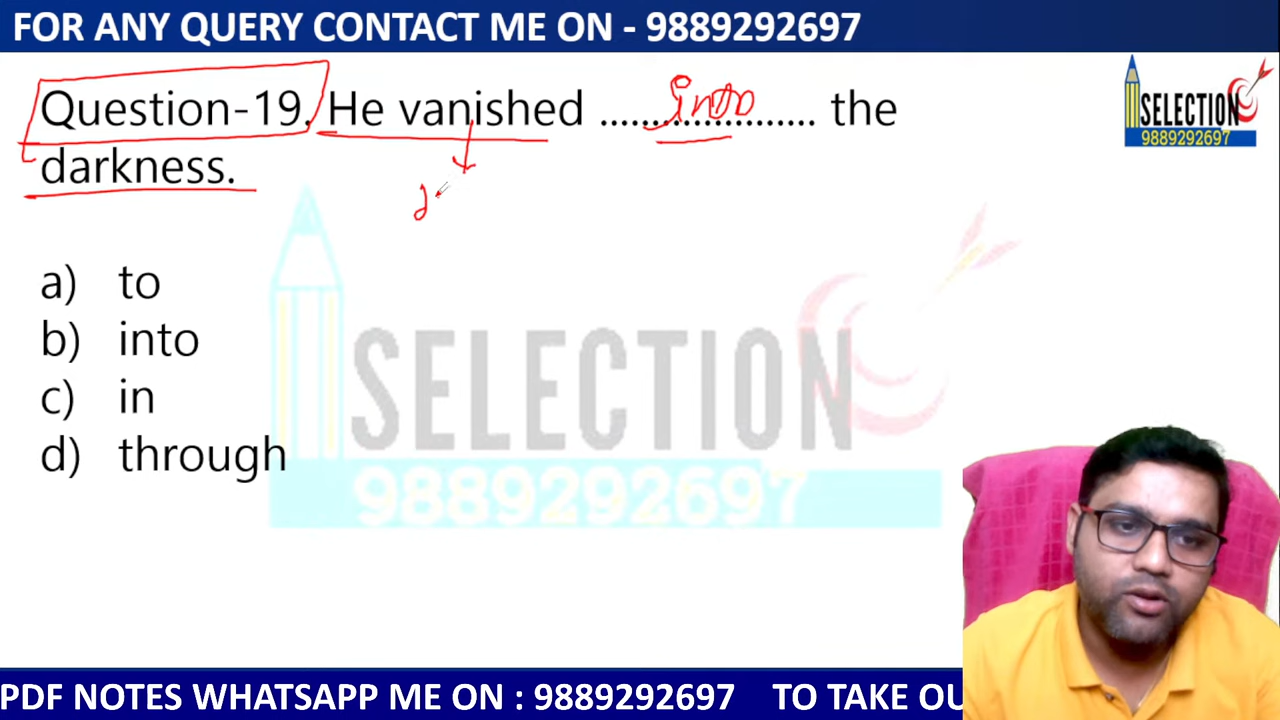 FOR ANY QUERY CONTACT ME ON - 9889292697
Question-19. He vanished ..................... the
into
darkness.
SELECTION
9889292697
a) to
b) into
c) in
d) through
SELECTION
9889292697
PDF NOTES WHATSAPP ME ON : 9889292697 TO TAKE OU